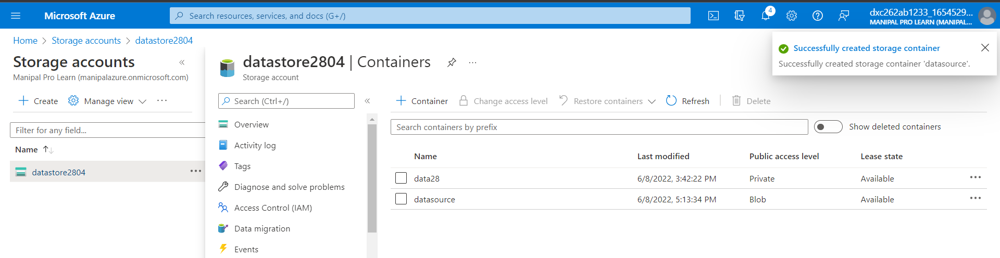 Microsoft Azure
Search resources, services, and docs (G+/)
4
dxc262ab1233_1654529...
MANIPAL PRO LEARN (MANIPAL...
Home > Storage accounts > datastore2804
Successfully created storage container
Successfully created storage container 'datasource'.
Storage accounts
Manipal Pro Learn (manipalazure.onmicrosoft.com)
Create
Manage view
Filter for any field...
Name
datastore2804
datastore2804 | Containers
Storage account
Search (Ctrl+/)
Overview
Activity log
Tags
Diagnose and solve problems
Access Control (IAM)
Data migration
Events
Container
Change access level
Restore containers
Refresh
Delete
Search containers by prefix
Show deleted containers
Name Last modified Public access level Lease state
data28 6/8/2022, 3:42:22 PM Private Available
datasource 6/8/2022, 5:13:34 PM Blob Available